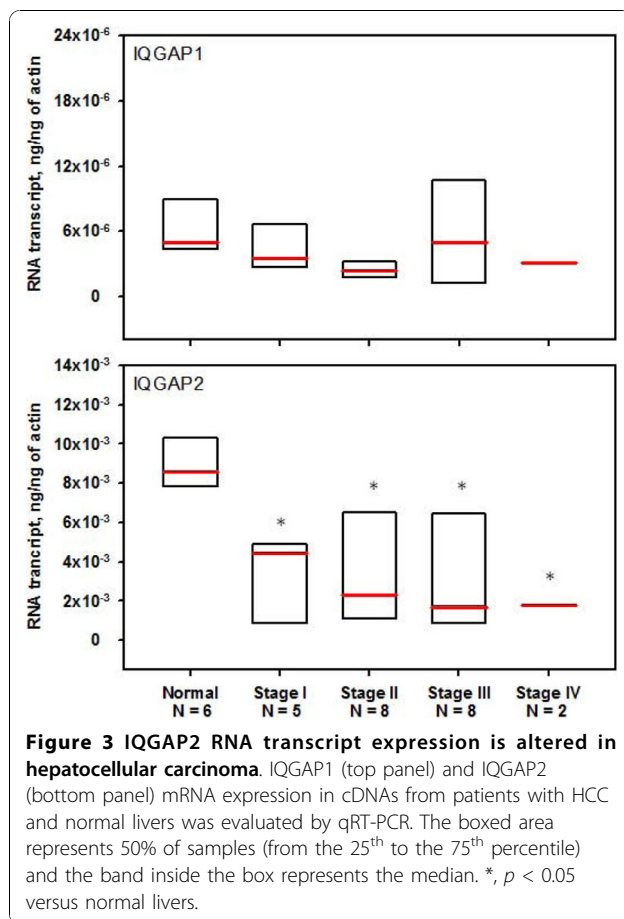 24x10⁻⁶
IQGAP1
18x10⁻⁶
12x10⁻⁶
6x10⁻⁶
0
RNA transcript, ng/ng of actin
14x10⁻³
IQGAP2
12x10⁻³
10x10⁻³
8x10⁻³
6x10⁻³
4x10⁻³
2x10⁻³
0
RNA trancript, ng/ng of actin
*
*
*
*
Normal Stage I Stage II Stage III Stage IV
N = 6 N = 5 N = 8 N = 8 N = 2
Figure 3 IQGAP2 RNA transcript expression is altered in
hepatocellular carcinoma. IQGAP1 (top panel) and IQGAP2
(bottom panel) mRNA expression in cDNAs from patients with HCC
and normal livers was evaluated by qRT-PCR. The boxed area
represents 50% of samples (from the 25th to the 75th percentile)
and the band inside the box represents the median. *, p < 0.05
versus normal livers.